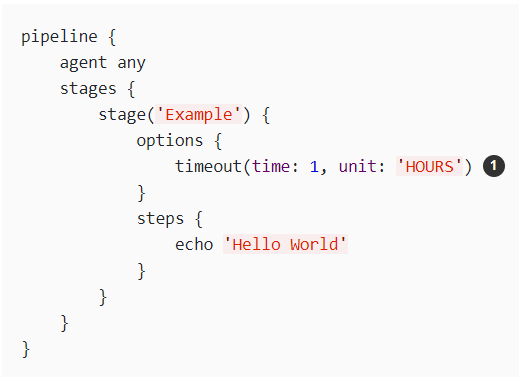 pipeline {
    agent any
    stages {
        stage('Example') {
            options {
                timeout(time: 1, unit: 'HOURS') 1
            }
            steps {
                echo 'Hello World'
            }
        }
    }
}